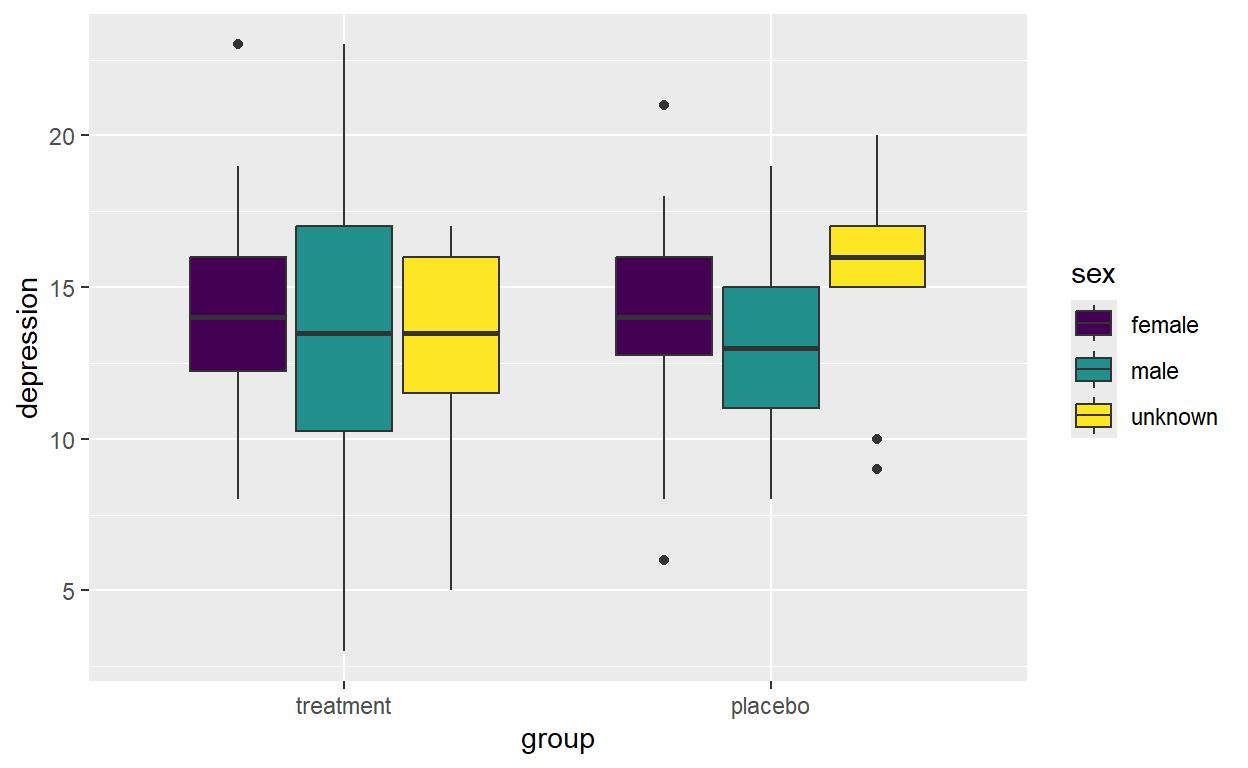 depression
20
15
10
5
treatment
placebo
group
sex
female
male
unknown